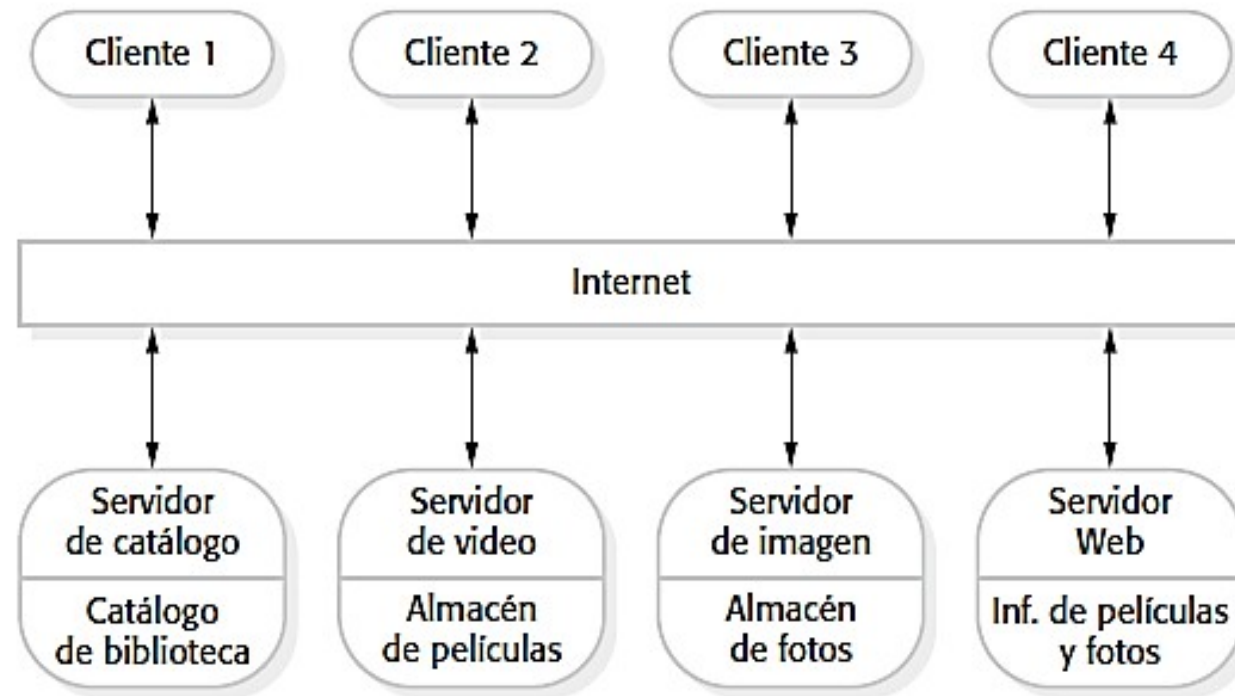 Cliente 1
Cliente 2
Cliente 3
Cliente 4
Internet
Servidor
de catálogo
Catálogo
de biblioteca
Servidor
de video
Almacén
de películas
Servidor
de imagen
Almacén
de fotos
Servidor
Web
Inf. de películas
y fotos